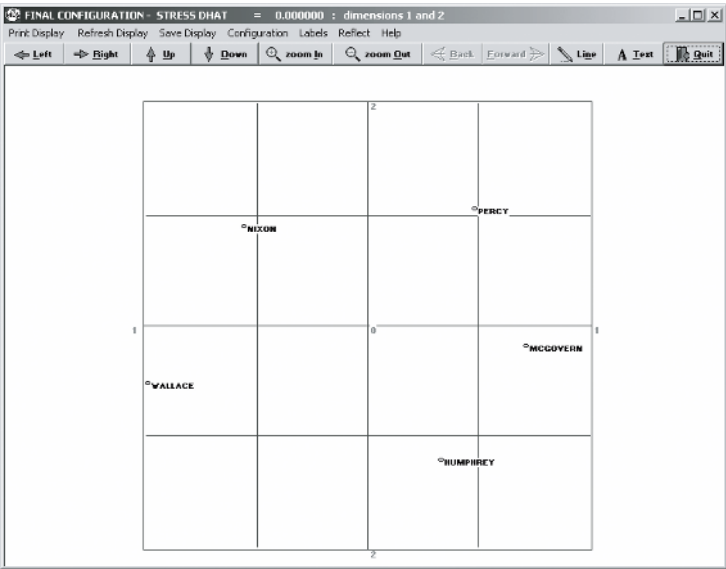 FINAL CONFIGURATION - STRESS DHAT = 0.000000 : dimensions 1 and 2
Print Display Refresh Display Save Display Configuration Labels Reflect Help
Left Right Up Down zoom In zoom Out Back Forward Line A Text Quit
2
PERCY
NIXON
1 0 1
MCGOVERN
WALLACE
HUMPHREY
2